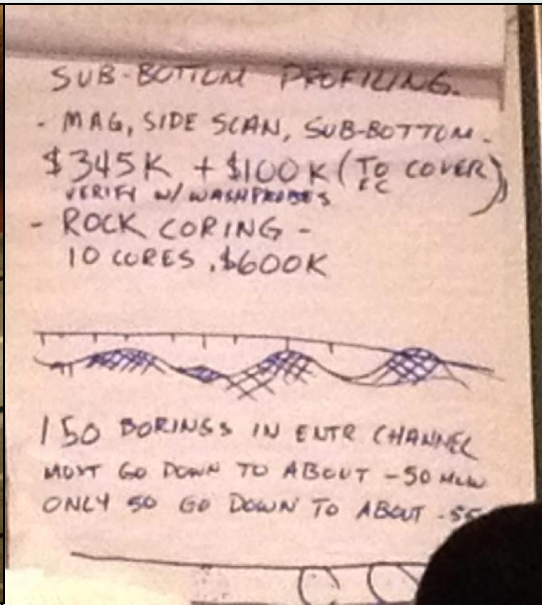 SUB-BOTTOM PROFILING.
- MAG, SIDE SCAN, SUB-BOTTOM.
$345K + $100K (TO COVER)
EC
VERIFY W/ WASHPROBES
- ROCK CORING -
10 CORES, $600K
150 BORINGS IN ENTR CHANNEL
MOST GO DOWN TO ABOUT -50 MLW
ONLY 50 GO DOWN TO ABOUT -55